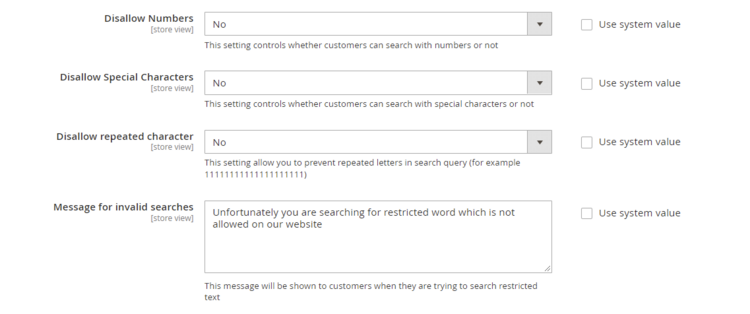 Disallow Numbers
[store view]
No
Use system value
This setting controls whether customers can search with numbers or not
Disallow Special Characters
[store view]
No
Use system value
This setting controls whether customers can search with special characters or not
Disallow repeated character
[store view]
No
Use system value
This setting allow you to prevent repeated letters in search query (for example
11111111111111111111)
Message for invalid searches
[store view]
Unfortunately you are searching for restricted word which is not
allowed on our website
Use system value
This message will be shown to customers when they are trying to search restricted
text